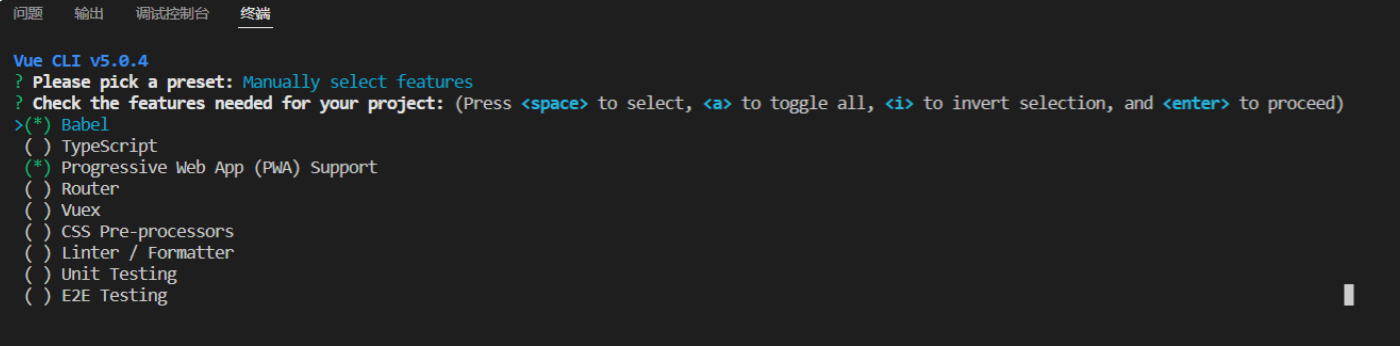 问题 输出 调试控制台 终端
Vue CLI v5.0.4
? Please pick a preset: Manually select features
? Check the features needed for your project: (Press <space> to select, <a> to toggle all, <i> to invert selection, and <enter> to proceed)
>(*) Babel
( ) TypeScript
(*) Progressive Web App (PWA) Support
( ) Router
( ) Vuex
( ) CSS Pre-processors
( ) Linter / Formatter
( ) Unit Testing
( ) E2E Testing